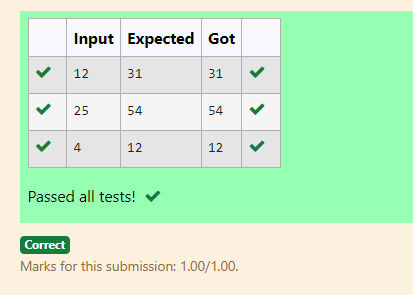 Input Expected Got
12 31 31
25 54 54
4 12 12
Passed all tests!
Correct
Marks for this submission: 1.00/1.00.